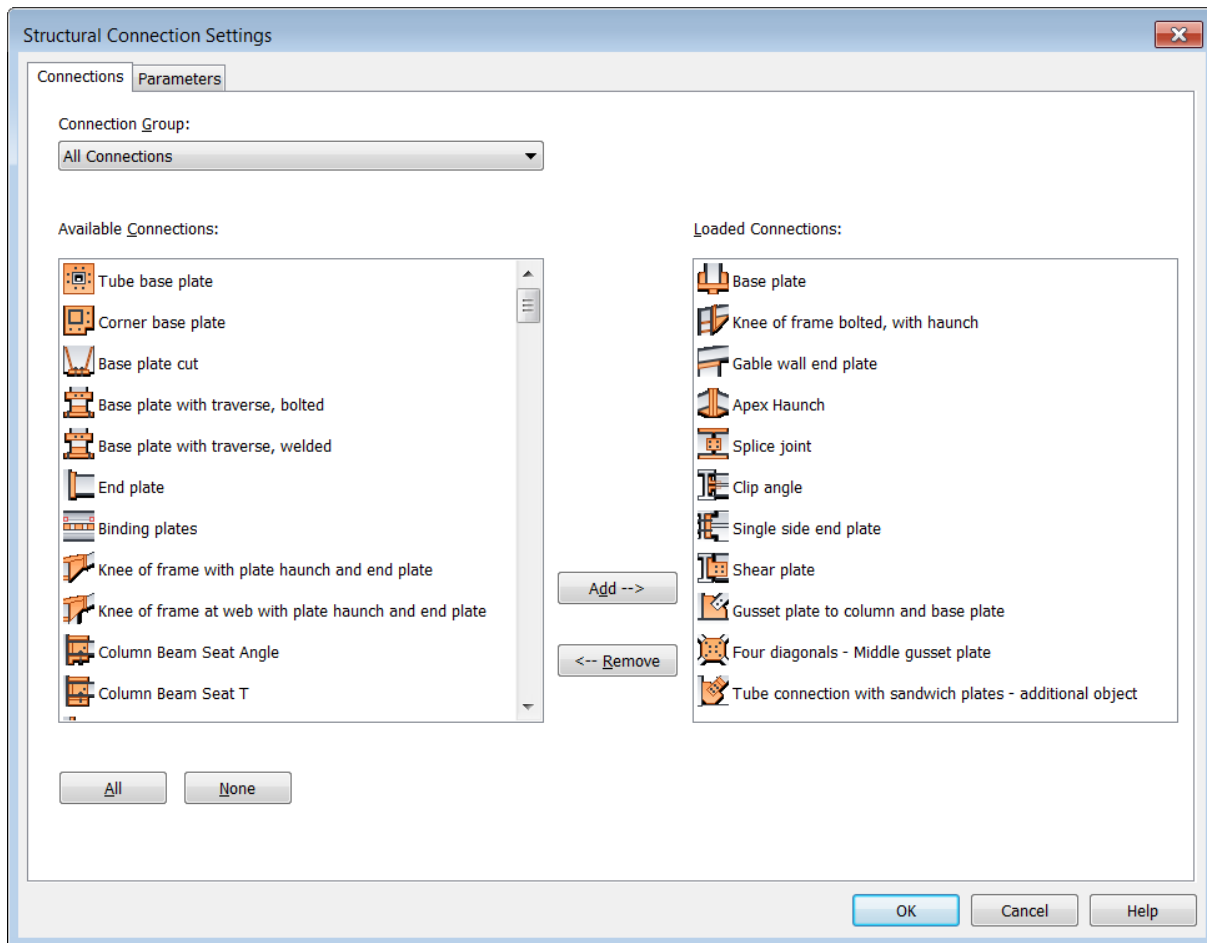 Structural Connection Settings
Connections
Parameters
Connection Group:
All Connections
Available Connections:
Tube base plate
Corner base plate
Base plate cut
Base plate with traverse, bolted
Base plate with traverse, welded
End plate
Binding plates
Knee of frame with plate haunch and end plate
Knee of frame at web with plate haunch and end plate
Column Beam Seat Angle
Column Beam Seat T
Add -->
<-- Remove
Loaded Connections:
Base plate
Knee of frame bolted, with haunch
Gable wall end plate
Apex Haunch
Splice joint
Clip angle
Single side end plate
Shear plate
Gusset plate to column and base plate
Four diagonals - Middle gusset plate
Tube connection with sandwich plates - additional object
All
None
OK
Cancel
Help